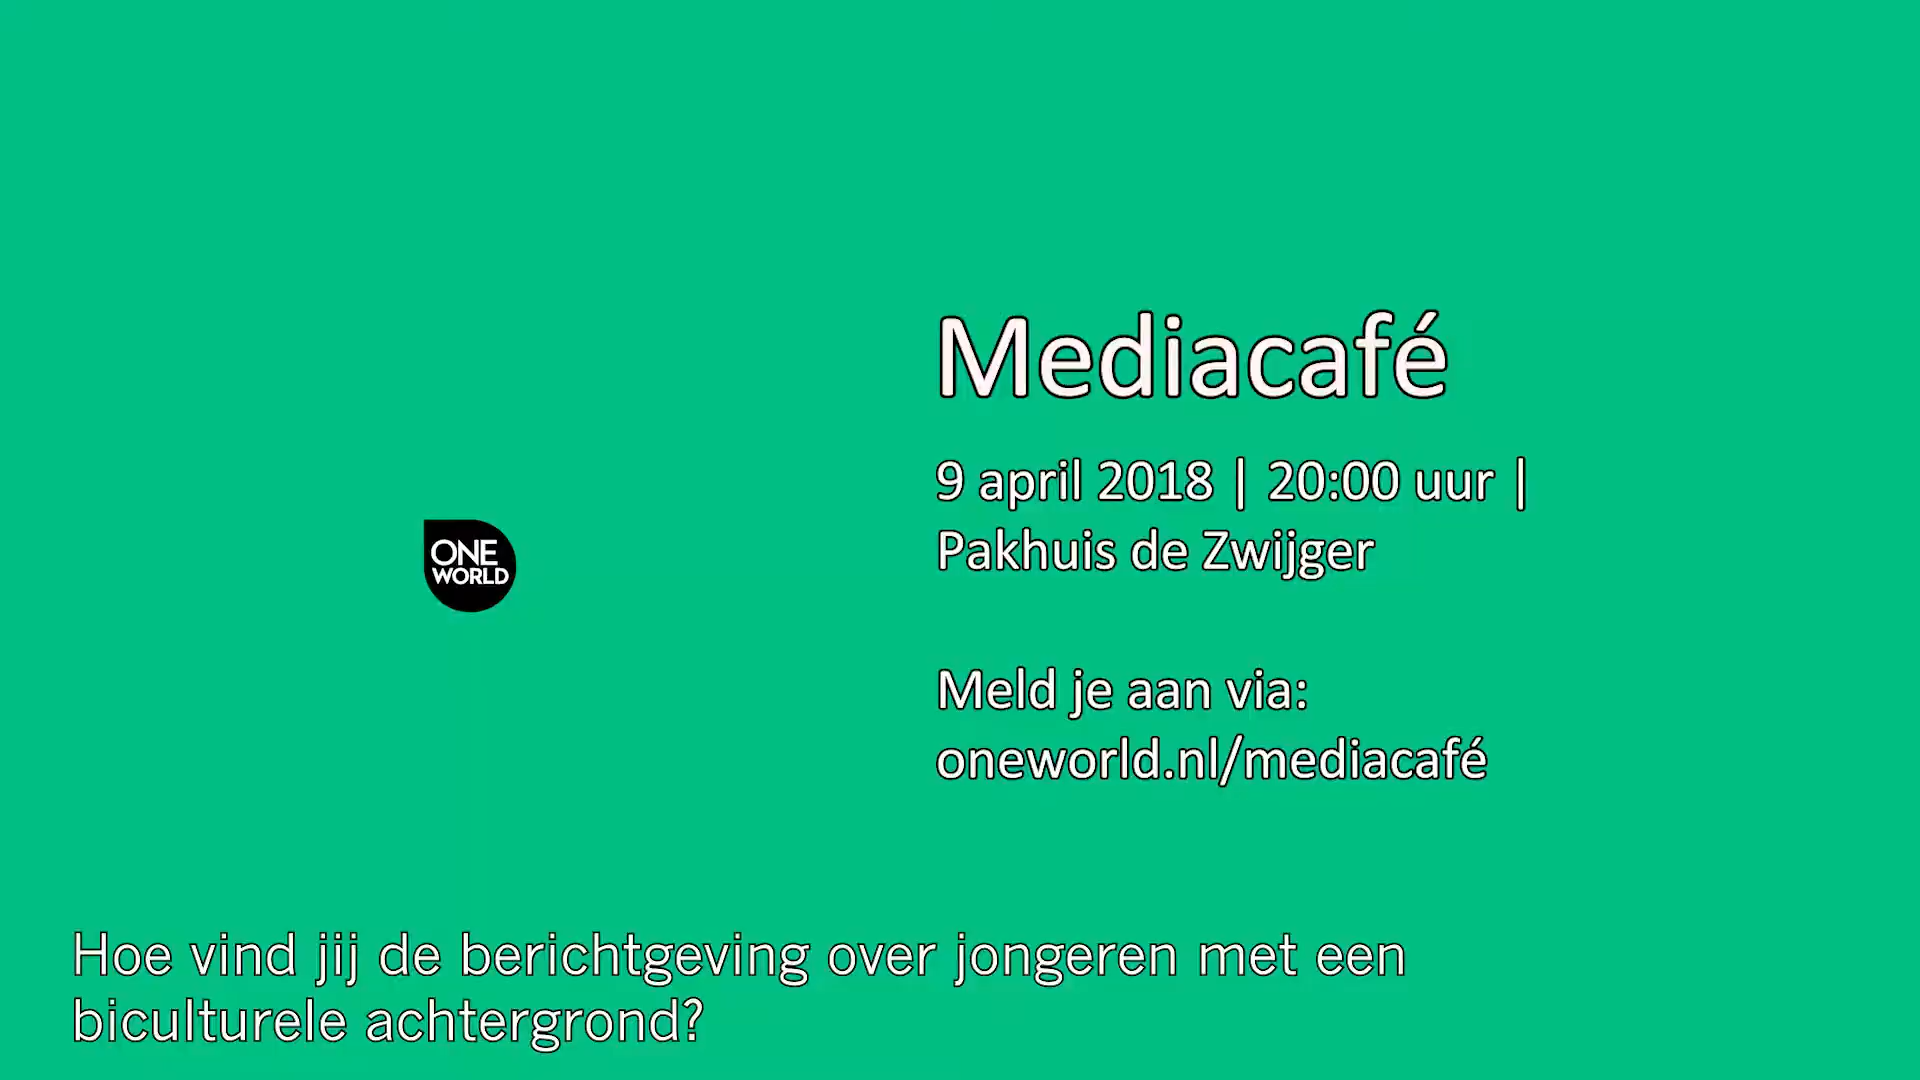 Mediacafé
9 april 2018 | 20:00 uur |
Pakhuis de Zwijger
ONE
WORLD
Meld je aan via:
oneworld.nl/mediacafé
Hoe vind jij de berichtgeving over jongeren met een
biculturele achtergrond?